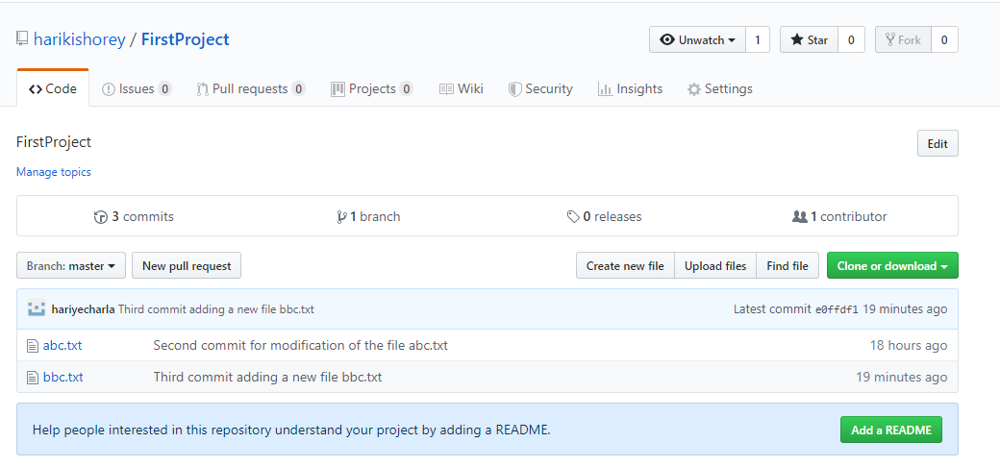 harikishorey / FirstProject Unwatch 1 Star 0 Fork 0
Code Issues 0 Pull requests 0 Projects 0 Wiki Security Insights Settings
FirstProject Edit
Manage topics
3 commits 1 branch 0 releases 1 contributor
Branch: master New pull request Create new file Upload files Find file Clone or download
hariyecharla Third commit adding a new file bbc.txt Latest commit e0ffdf1 19 minutes ago
abc.txt Second commit for modification of the file abc.txt 18 hours ago
bbc.txt Third commit adding a new file bbc.txt 19 minutes ago
Help people interested in this repository understand your project by adding a README. Add a README